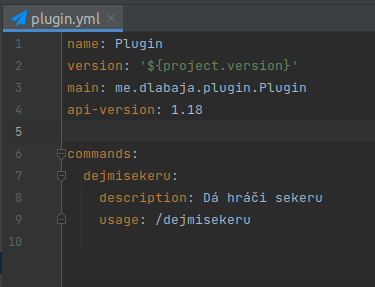 plugin.yml
1 name: Plugin
2 version: '${project.version}'
3 main: me.dlabaja.plugin.Plugin
4 api-version: 1.18
5
6 commands:
7 dejmisekeru:
8 description: Dá hráči sekeru
9 usage: /dejmisekeru
10